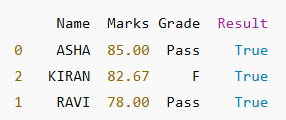 Name Marks Grade Result
0 ASHA 85.00 Pass True
2 KIRAN 82.67 F True
1 RAVI 78.00 Pass True